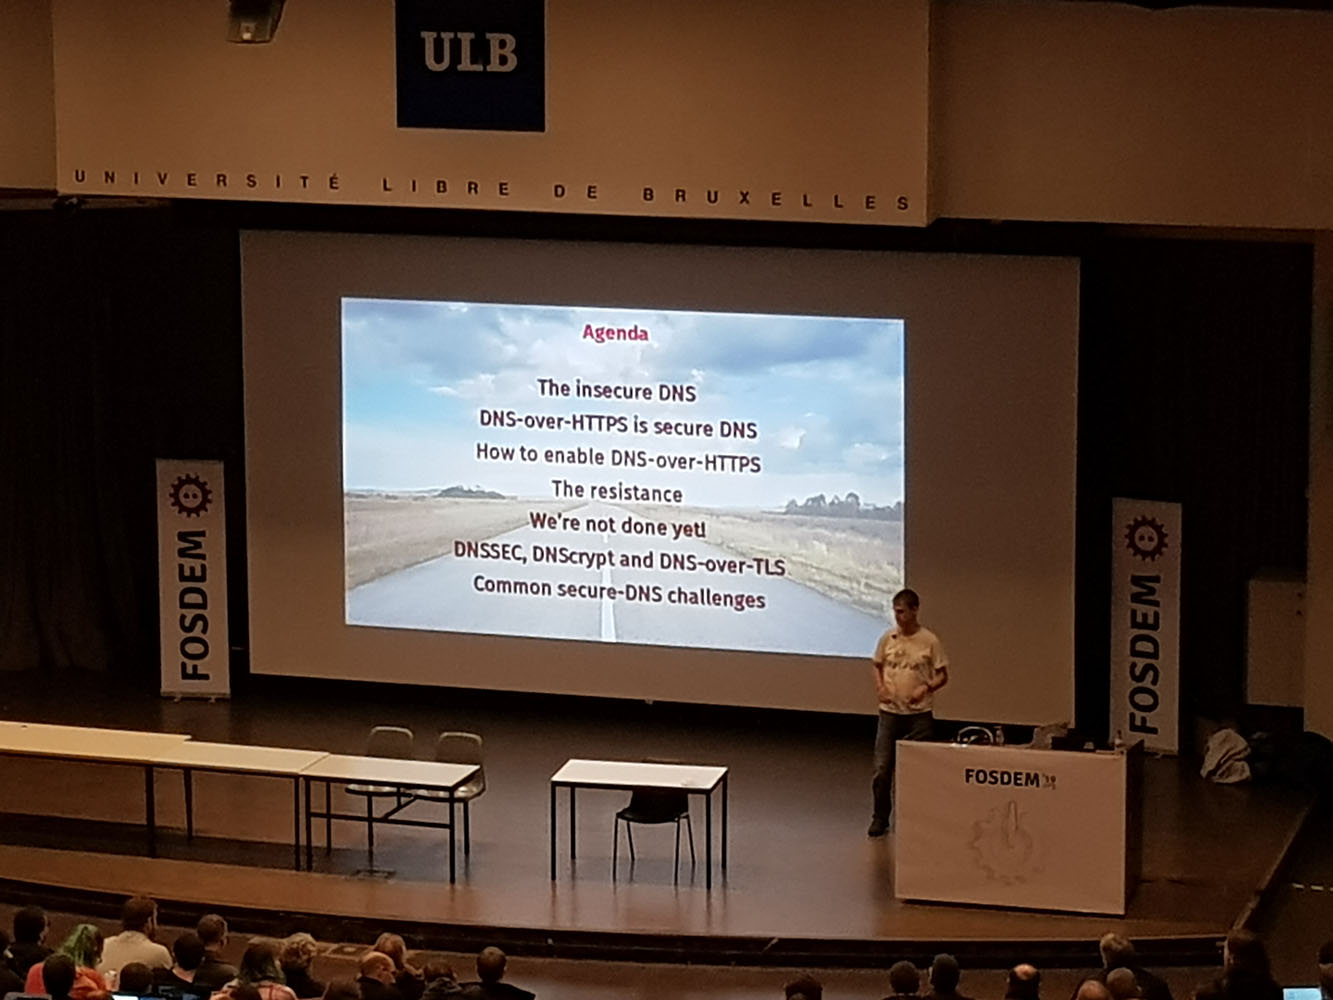 ULB
UNIVERSITÉ LIBRE DE BRUXELLES
Agenda
The insecure DNS
DNS-over-HTTPS is secure DNS
How to enable DNS-over-HTTPS
The resistance
We're not done yet!
DNSSEC, DNScrypt and DNS-over-TLS
Common secure-DNS challenges
FOSDEM
FOSDEM
FOSDEM '19